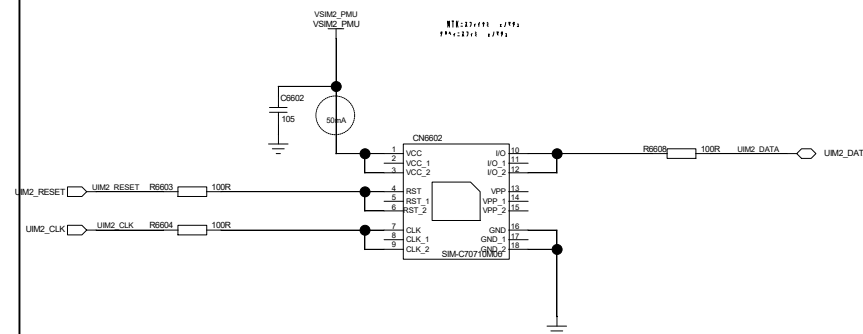 VSIM2_PMU
VSIM2_PMU
C6602
105
50mA
CN6602
1 VCC I/O 10
2 VCC_1 I/O_1 11
3 VCC_2 I/O_2 12
R6608 100R UIM2_DATA UIM2_DAT
UIM2_RESET UIM2_RESET R6603 100R
4 RST VPP 13
5 RST_1 VPP_1 14
6 RST_2 VPP_2 15
UIM2_CLK UIM2_CLK R6604 100R
7 CLK GND 16
8 CLK_1 GND_1 17
9 CLK_2 GND_2 18
SIM-C70710M00